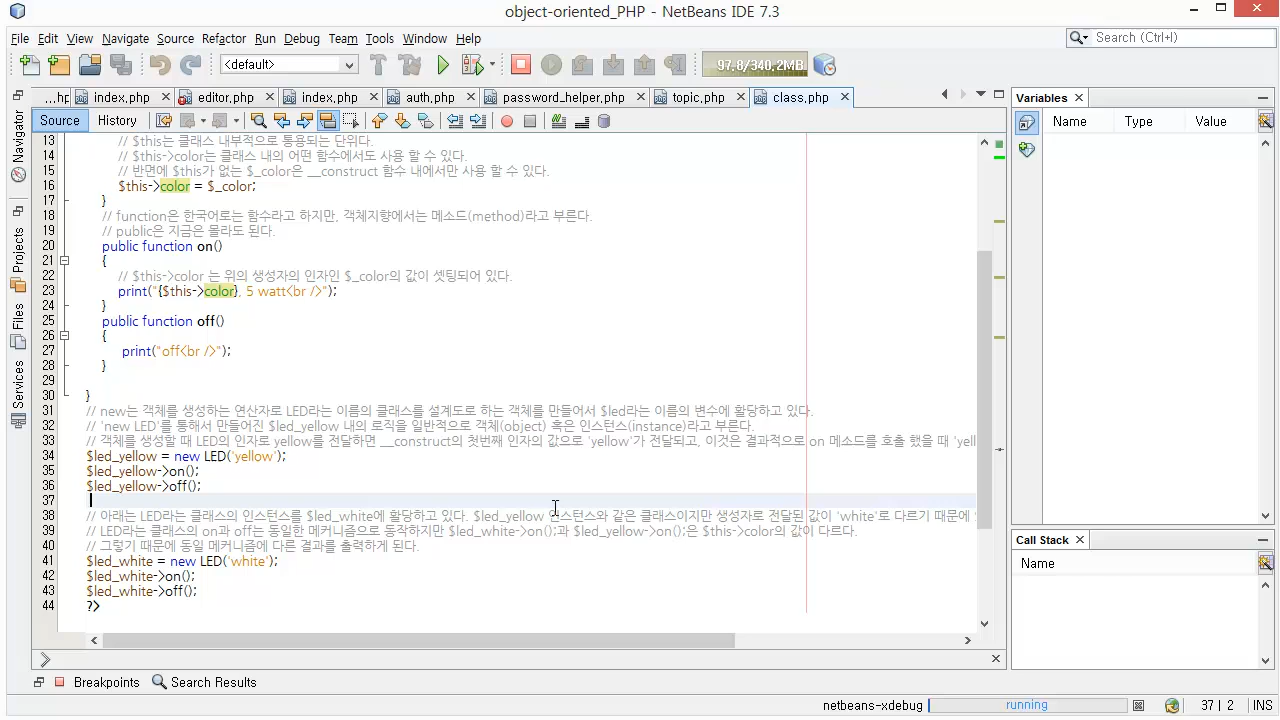 object-oriented_PHP - NetBeans IDE 7.3
File Edit View Navigate Source Refactor Run Debug Team Tools Window Help
Search (Ctrl+I)
<default>
97.8/340.2MB
...hp index.php editor.php index.php auth.php password_helper.php topic.php class.php
Source History
13 // $this는 클래스 내부적으로 통용되는 단위다.
14 // $this->color는 클래스 내의 어떤 함수에서도 사용 할 수 있다.
15 // 반면에 $this가 없는 $_color은 __construct 함수 내에서만 사용 할 수 있다.
16 $this->color = $_color;
17 }
18 // function은 한국어로는 함수라고 하지만, 객체지향에서는 메소드(method)라고 부른다.
19 // public은 지금은 몰라도 된다.
20 public function on()
21 {
22 // $this->color 는 위의 생성자의 인자인 $_color의 값이 셋팅되어 있다.
23 print("{$this->color}, 5 watt<br />");
24 }
25 public function off()
26 {
27 print("off<br />");
28 }
29
30 }
31 // new는 객체를 생성하는 연산자로 LED라는 이름의 클래스를 설계도로 하는 객체를 만들어서 $led라는 이름의 변수에 활당하고 있다.
32 // 'new LED'를 통해서 만들어진 $led_yellow 내의 로직을 일반적으로 객체(object) 혹은 인스턴스(instance)라고 부른다.
33 // 객체를 생성할 때 LED의 인자로 yellow를 전달하면 __construct의 첫번째 인자의 값으로 'yellow'가 전달되고, 이것은 결과적으로 on 메소드를 호출 했을 때 'yell
34 $led_yellow = new LED('yellow');
35 $led_yellow->on();
36 $led_yellow->off();
37
38 // 아래는 LED라는 클래스의 인스턴스를 $led_white에 활당하고 있다. $led_yellow 인스턴스와 같은 클래스이지만 생성자로 전달된 값이 'white'로 다르기 때문에
39 // LED라는 클래스의 on과 off는 동일한 메커니즘으로 동작하지만 $led_white->on();과 $led_yellow->on();은 $this->color의 값이 다르다.
40 // 그렇기 때문에 동일 메커니즘에 다른 결과를 출력하게 된다.
41 $led_white = new LED('white');
42 $led_white->on();
43 $led_white->off();
44 ?>
Navigator
Projects
Files
Services
Variables
Name Type Value
Call Stack
Name
Breakpoints Search Results
netbeans-xdebug running 37 | 2 INS